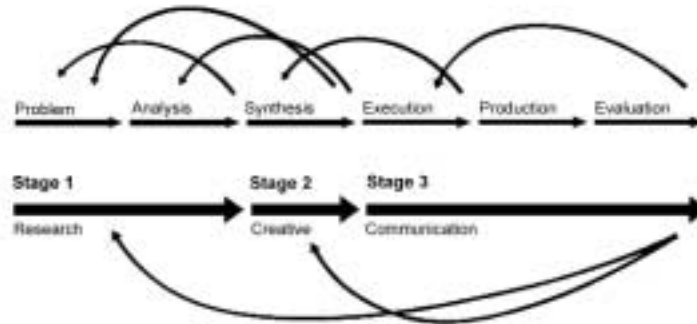 Problem Analysis Synthesis Execution Production Evaluation
Stage 1 Stage 2 Stage 3
Research Creative Communication